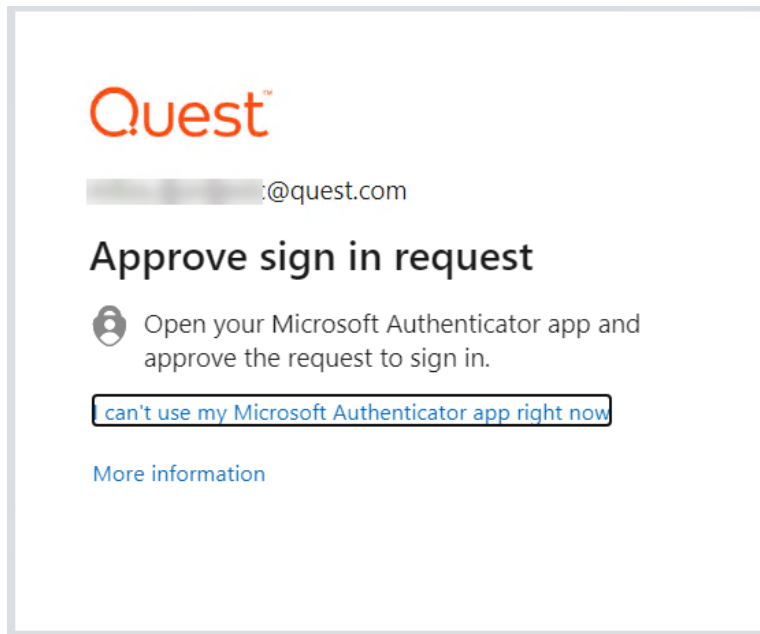 Quest™
:@quest.com
Approve sign in request
Open your Microsoft Authenticator app and
approve the request to sign in.
I can't use my Microsoft Authenticator app right now
More information